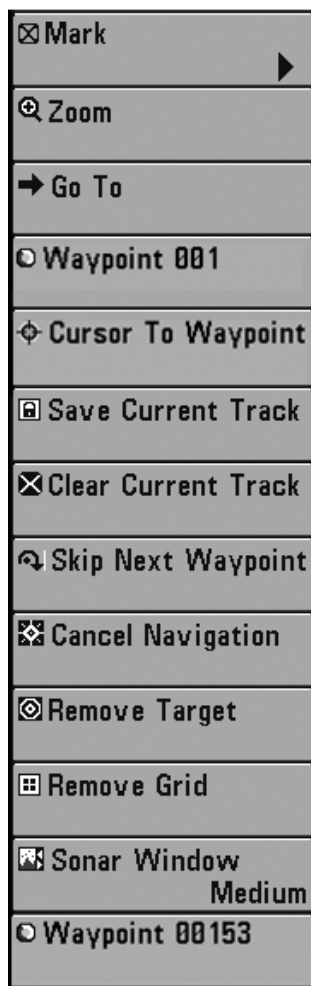 Mark
Zoom
Go To
Waypoint 001
Cursor To Waypoint
Save Current Track
Clear Current Track
Skip Next Waypoint
Cancel Navigation
Remove Target
Remove Grid
Sonar Window
Medium
Waypoint 00153